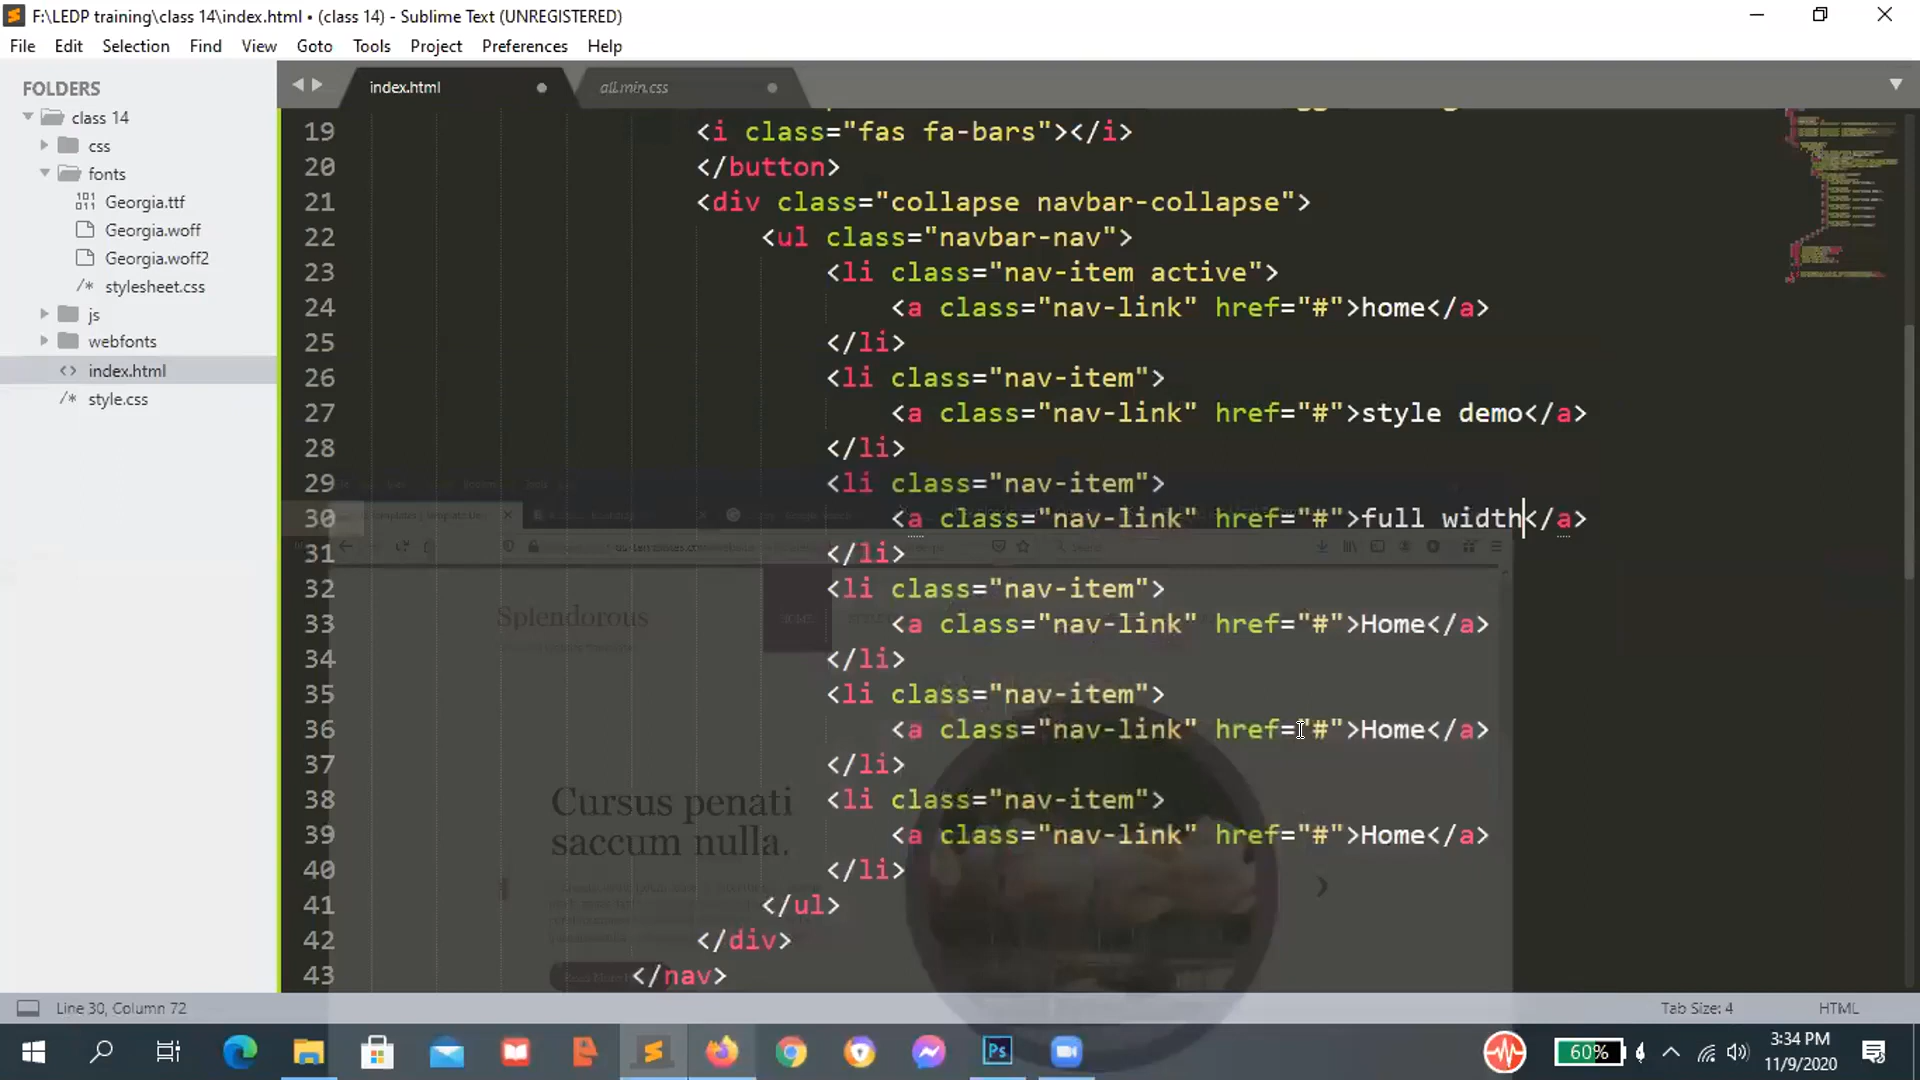 F:\LEDP training\class 14\index.html • (class 14) - Sublime Text (UNREGISTERED)
File Edit Selection Find View Goto Tools Project Preferences Help
FOLDERS
class 14
css
fonts
Georgia.ttf
Georgia.woff
Georgia.woff2
stylesheet.css
js
webfonts
index.html
style.css
index.html
all.min.css
19 <i class="fas fa-bars"></i>
20 </button>
21 <div class="collapse navbar-collapse">
22 <ul class="navbar-nav">
23 <li class="nav-item active">
24 <a class="nav-link" href="#">home</a>
25 </li>
26 <li class="nav-item">
27 <a class="nav-link" href="#">style demo</a>
28 </li>
29 <li class="nav-item">
30 <a class="nav-link" href="#">full width</a>
31 </li>
32 <li class="nav-item">
33 <a class="nav-link" href="#">Home</a>
34 </li>
35 <li class="nav-item">
36 <a class="nav-link" href="#">Home</a>
37 </li>
38 <li class="nav-item">
39 <a class="nav-link" href="#">Home</a>
40 </li>
41 </ul>
42 </div>
43 </nav>
Splendorous
HOME
Cursus penati
saccum nulla.
Read More
Line 30, Column 72
Tab Size: 4
HTML
60%
3:34 PM
11/9/2020